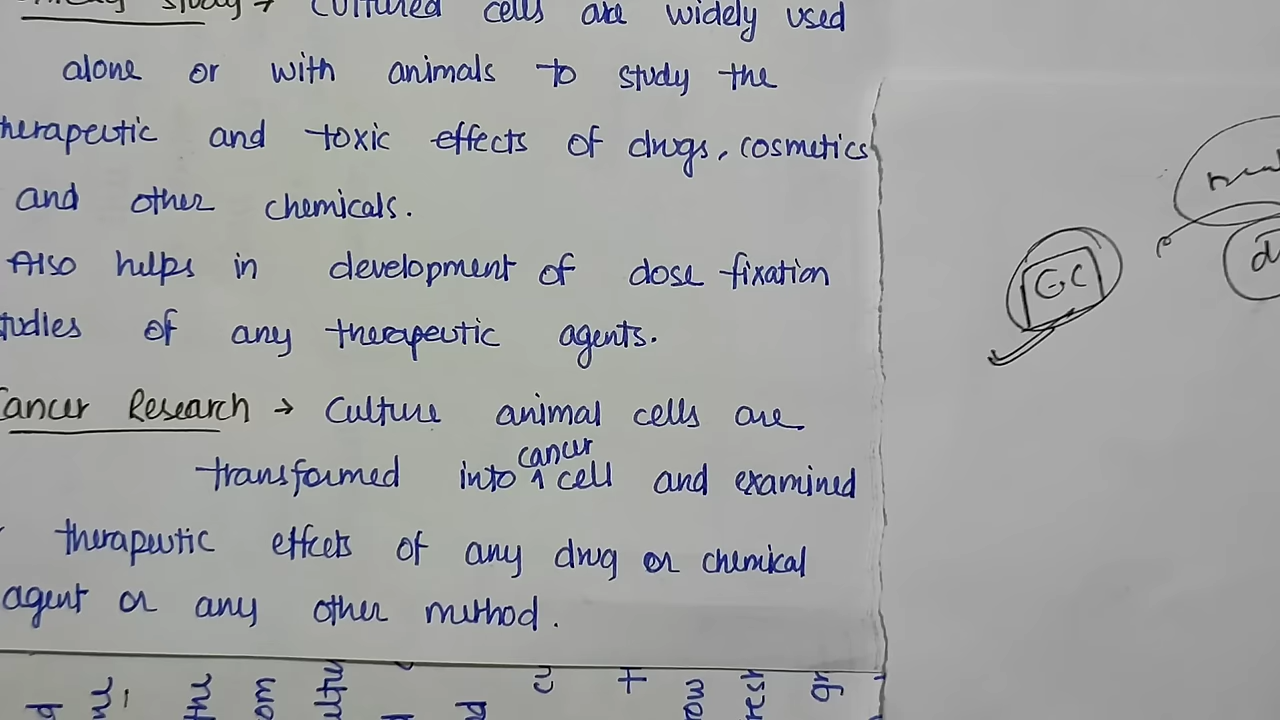 study → cultured cells are widely used
alone or with animals to study the
therapeutic and toxic effects of drugs, cosmetics
and other chemicals.
Also helps in development of dose fixation
studies of any therapeutic agents.
Cancer Research → Culture animal cells are
transformed into cancer cell and examined
therapeutic effcets of any drug or chemical
agent or any other method.
GC